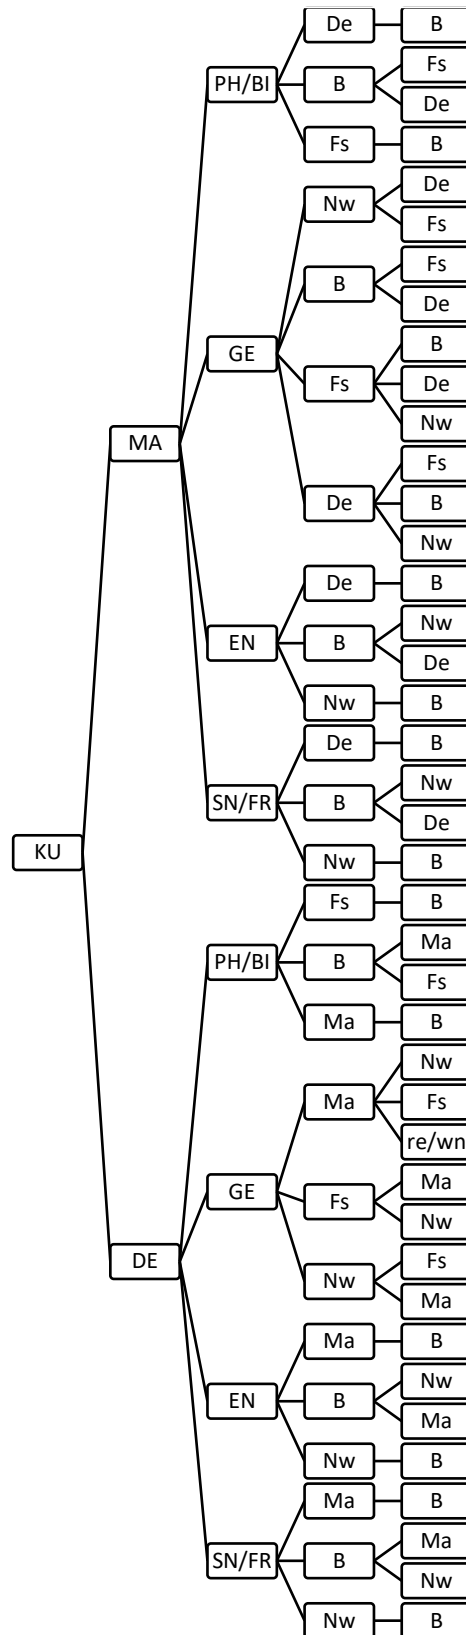 De B
PH/BI B Fs
De
Fs B
Nw De
Fs
B Fs
De
GE
Fs B
De
Nw
MA
De Fs
B
Nw
De B
EN B Nw
De
Nw B
De B
SN/FR B Nw
De
KU
Nw B
Fs B
PH/BI B Ma
Fs
Ma B
Ma Nw
Fs
re/wn
GE Fs Ma
Nw
DE
Nw Fs
Ma
Ma B
EN B Nw
Ma
Nw B
Ma B
SN/FR B Ma
Nw
Nw B